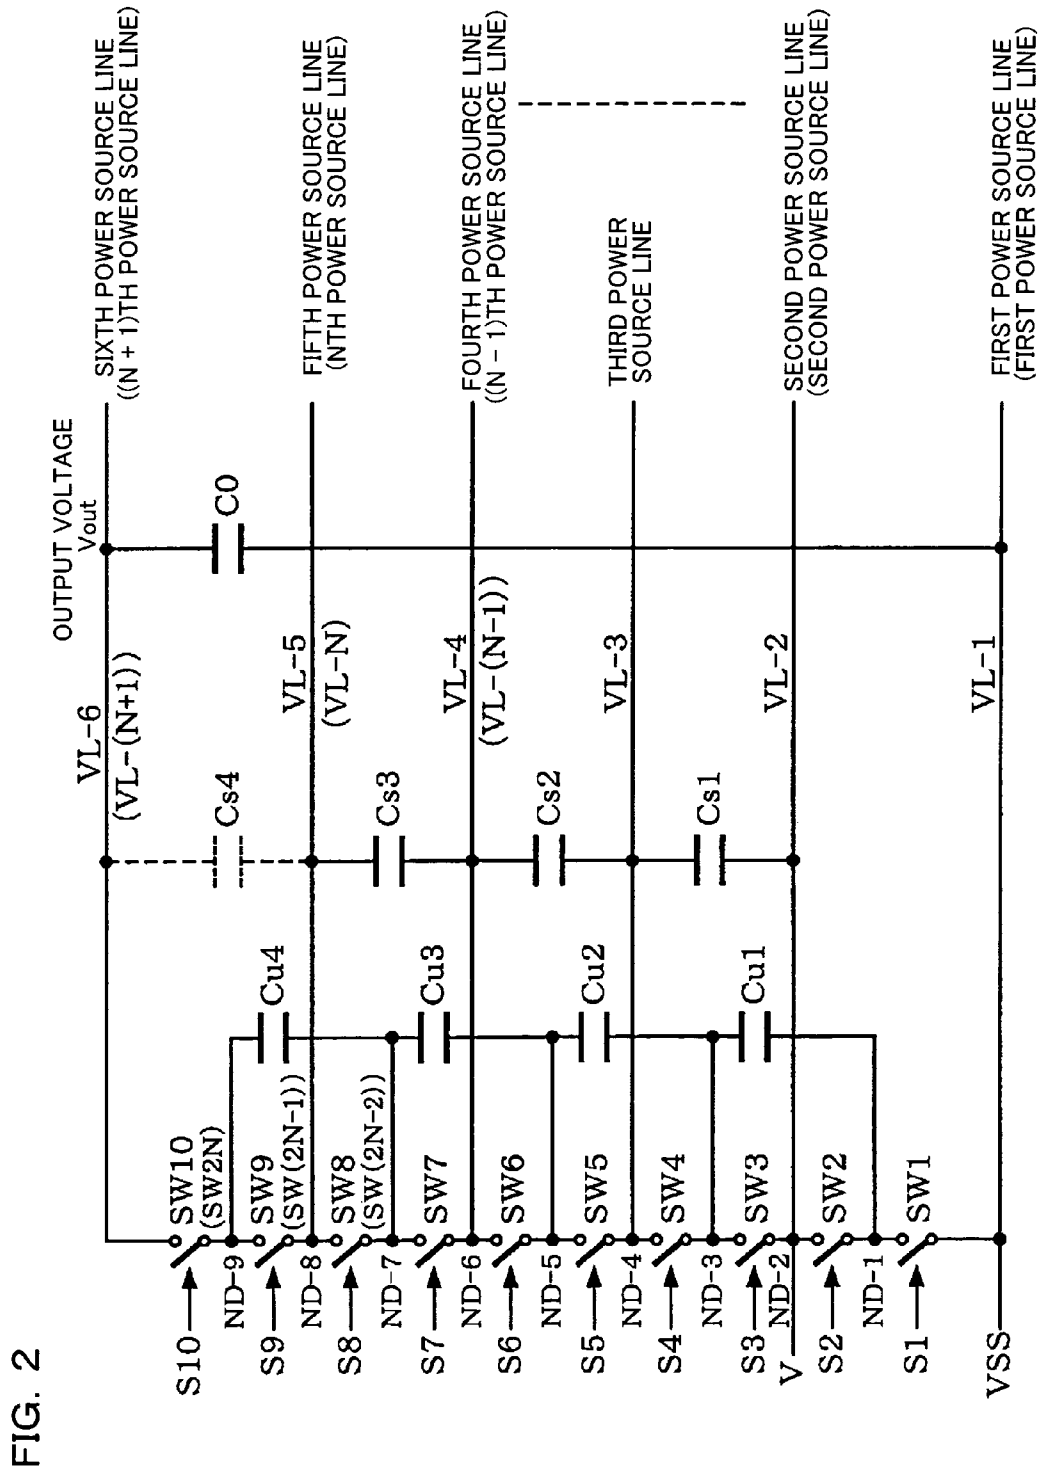 FIG. 2
OUTPUT VOLTAGE
Vout
SIXTH POWER SOURCE LINE
((N + 1)TH POWER SOURCE LINE)
VL-6
(VL-(N+1))
S10
SW10
(SW2N)
ND-9
Cu4
Cs4
C0
S9
SW9
(SW(2N-1))
ND-8
VL-5
(VL-N)
FIFTH POWER SOURCE LINE
(NTH POWER SOURCE LINE)
S8
SW8
(SW(2N-2))
ND-7
Cu3
Cs3
S7
SW7
ND-6
VL-4
(VL-(N-1))
FOURTH POWER SOURCE LINE
((N - 1)TH POWER SOURCE LINE)
S6
SW6
ND-5
Cu2
Cs2
S5
SW5
ND-4
VL-3
THIRD POWER
SOURCE LINE
S4
SW4
ND-3
Cu1
Cs1
S3
SW3
ND-2
V
VL-2
SECOND POWER SOURCE LINE
(SECOND POWER SOURCE LINE)
S2
SW2
ND-1
S1
SW1
VSS
VL-1
FIRST POWER SOURCE LINE
(FIRST POWER SOURCE LINE)